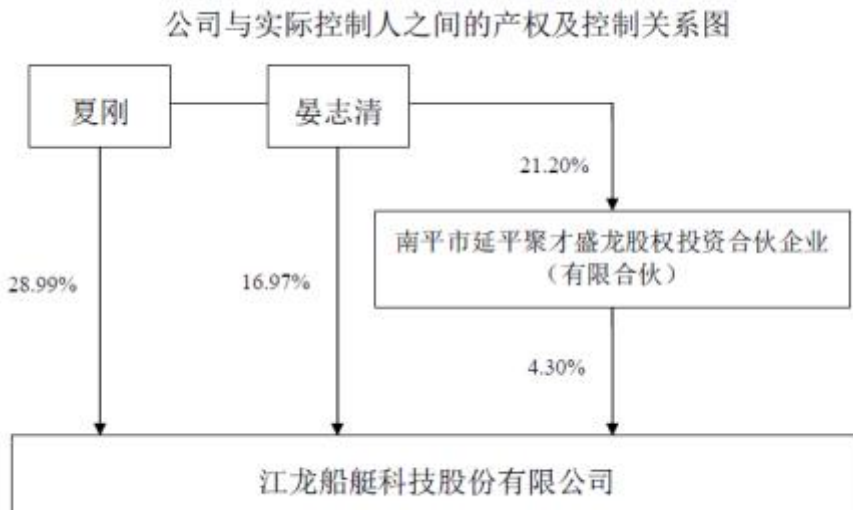 公司与实际控制人之间的产权及控制关系图
夏刚
晏志清
21.20%
南平市延平聚才盛龙股权投资合伙企业
（有限合伙）
28.99%
16.97%
4.30%
江龙船艇科技股份有限公司